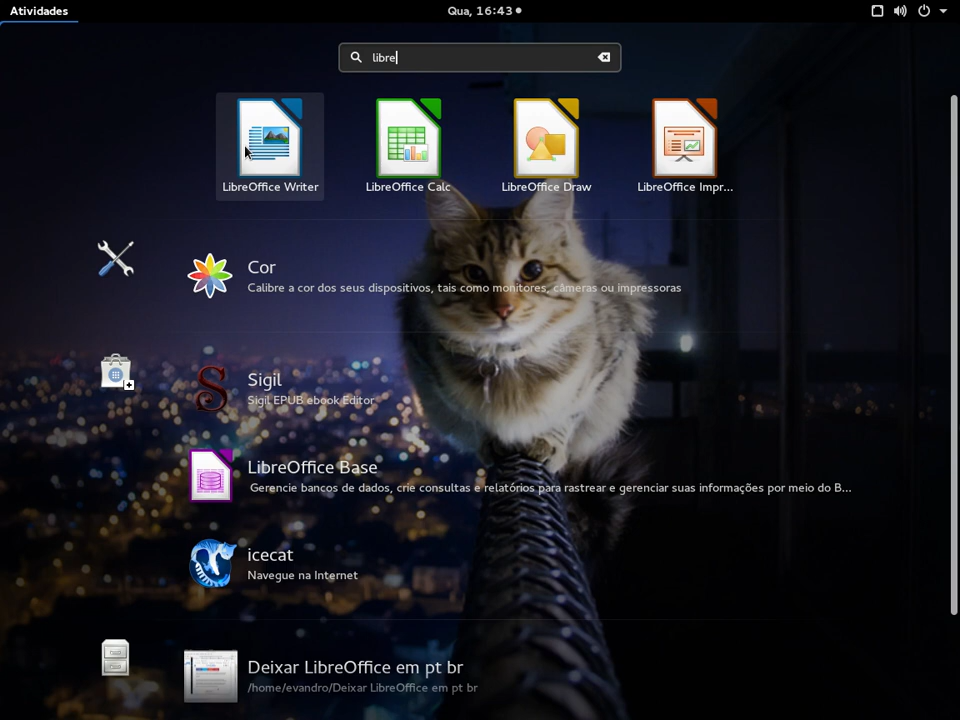 Atividades
Qua, 16:43
libre
LibreOffice Writer
LibreOffice Calc
LibreOffice Draw
LibreOffice Impr...
Cor
Calibre a cor dos seus dispositivos, tais como monitores, câmeras ou impressoras
Sigil
Sigil EPUB ebook Editor
LibreOffice Base
Gerencie bancos de dados, crie consultas e relatórios para rastrear e gerenciar suas informações por meio do B...
icecat
Navegue na Internet
Deixar LibreOffice em pt br
/home/evandro/Deixar LibreOffice em pt br